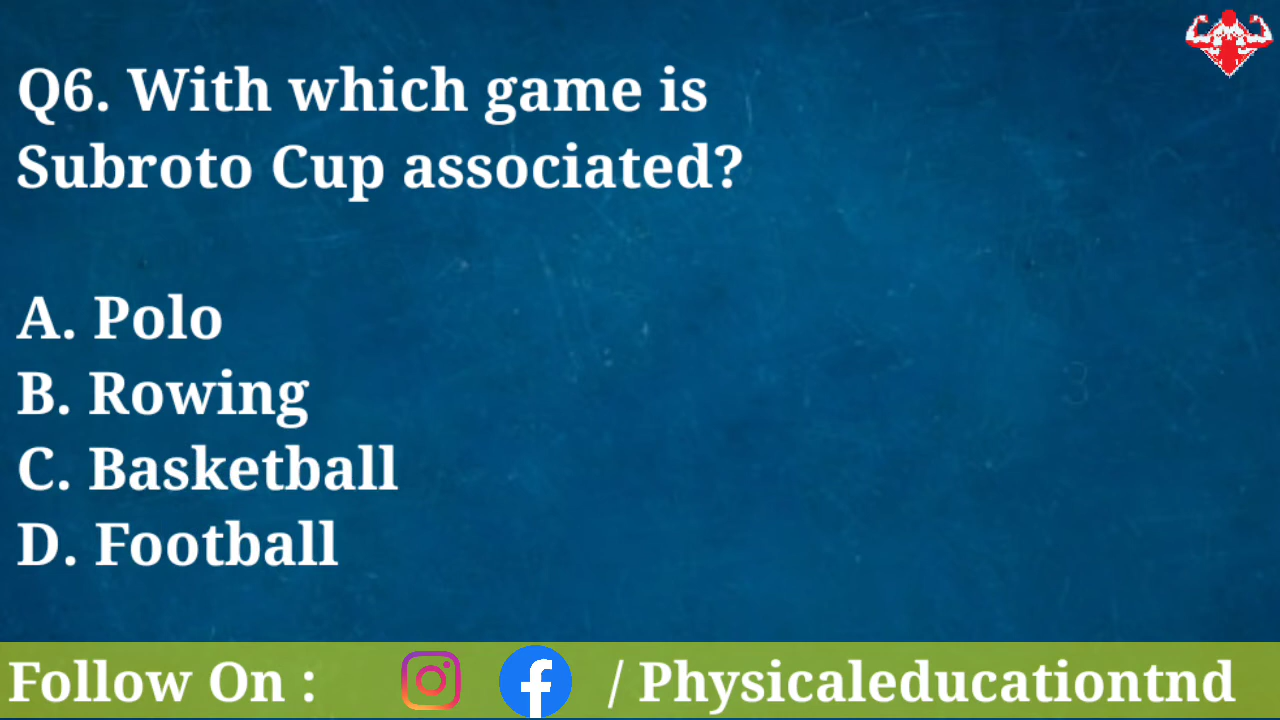 Q6. With which game is
Subroto Cup associated?
A. Polo
B. Rowing
C. Basketball
D. Football
Follow On : / Physicaleducationtnd